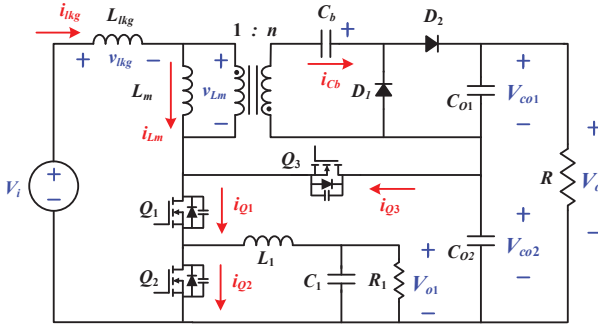 i_lkg L_lkg
+ v_lkg −
1 : n
C_b +
i_Cb
D_2
D_1
L_m
i_Lm
+ v_Lm −
C_O1
+ V_co1 −
Q_3
i_Q3
V_i
+ −
Q_1
i_Q1
R
+ V_o −
L_1
C_O2
+ V_co2 −
Q_2
i_Q2
C_1
R_1
+ V_o1 −